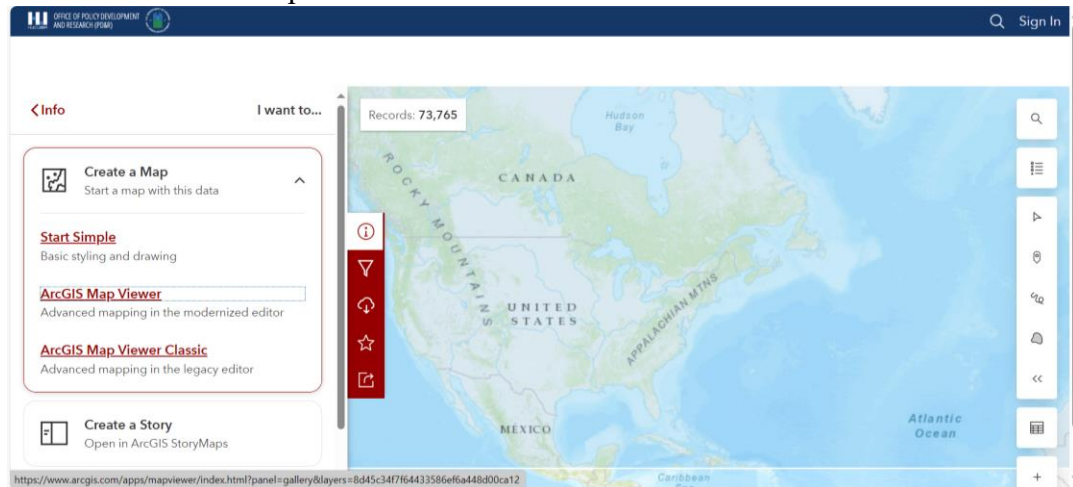 OFFICE OF POLICY DEVELOPMENT
AND RESEARCH (PD&R)
Sign In
Info
I want to...
Create a Map
Start a map with this data
Start Simple
Basic styling and drawing
ArcGIS Map Viewer
Advanced mapping in the modernized editor
ArcGIS Map Viewer Classic
Advanced mapping in the legacy editor
Create a Story
Open in ArcGIS StoryMaps
https://www.arcgis.com/apps/mapviewer/index.html?panel=gallery&layers=8d45c34f7f64433586ef6a448d00ca12
Records: 73,765
Hudson
Bay
CANADA
ROCKY MOUNTAINS
UNITED
STATES
APPALACHIAN MTNS
MÉXICO
Atlantic
Ocean
Caribbean